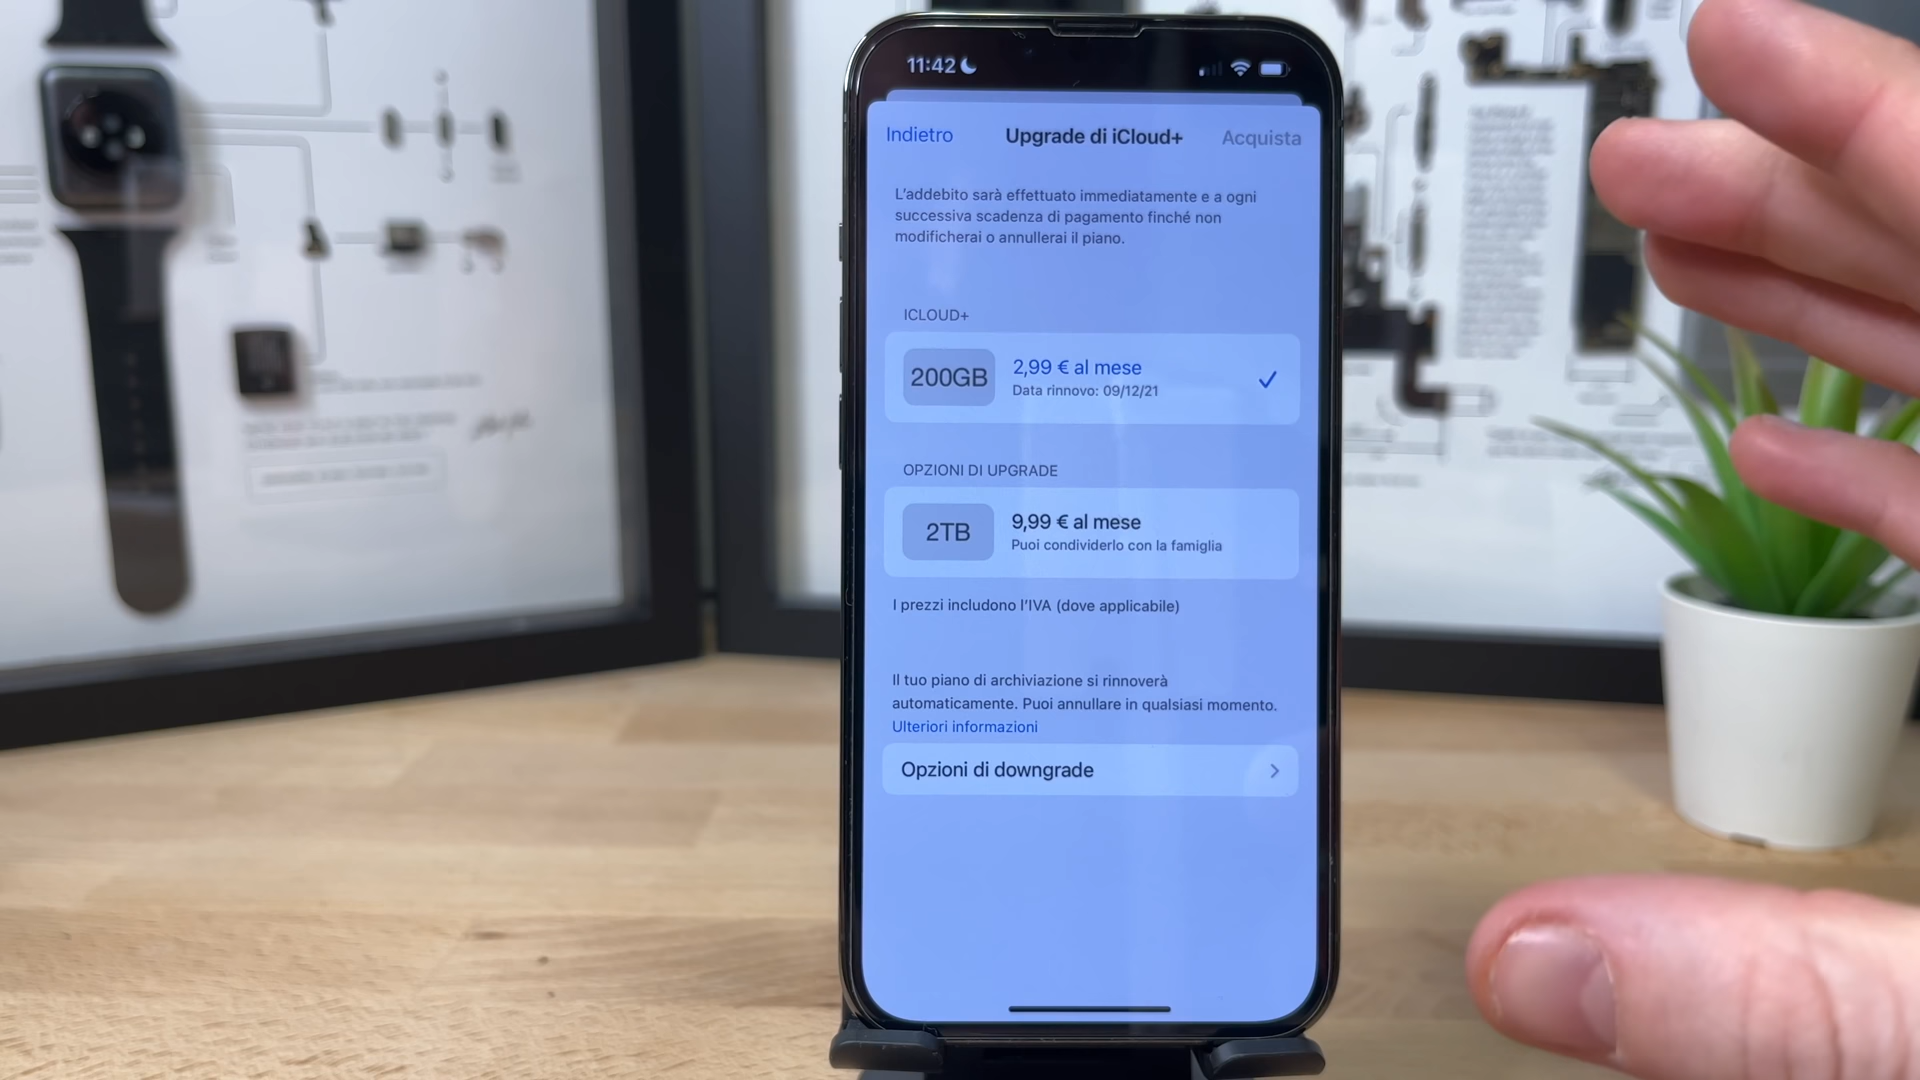 11:42
Indietro
Upgrade di iCloud+
Acquista
L'addebito sarà effettuato immediatamente e a ogni
successiva scadenza di pagamento finché non
modificherai o annullerai il piano.
ICLOUD+
200GB
2,99 € al mese
Data rinnovo: 09/12/21
OPZIONI DI UPGRADE
2TB
9,99 € al mese
Puoi condividerlo con la famiglia
I prezzi includono l'IVA (dove applicabile)
Il tuo piano di archiviazione si rinnoverà
automaticamente. Puoi annullare in qualsiasi momento.
Ulteriori informazioni
Opzioni di downgrade